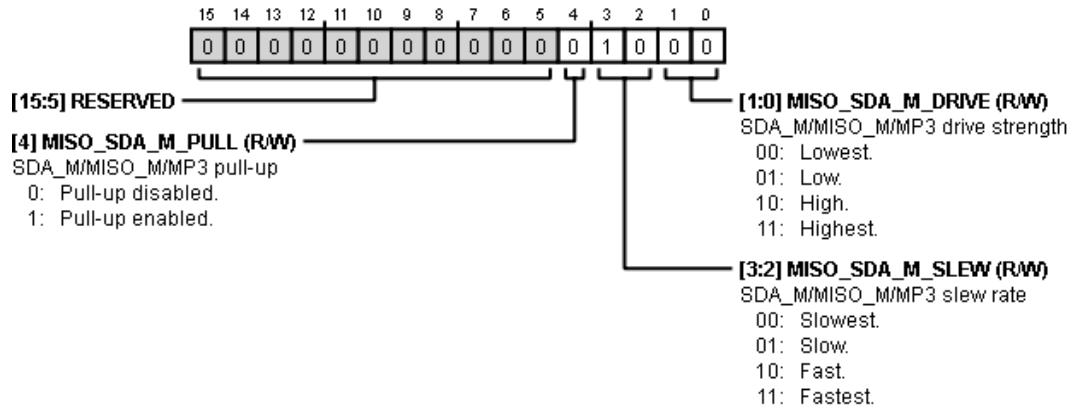 15 14 13 12 11 10 9 8 7 6 5 4 3 2 1 0
0 0 0 0 0 0 0 0 0 0 0 0 1 0 0 0
[15:5] RESERVED
[4] MISO_SDA_M_PULL (R/W)
SDA_M/MISO_M/MP3 pull-up
0: Pull-up disabled.
1: Pull-up enabled.
[1:0] MISO_SDA_M_DRIVE (R/W)
SDA_M/MISO_M/MP3 drive strength
00: Lowest.
01: Low.
10: High.
11: Highest.
[3:2] MISO_SDA_M_SLEW (R/W)
SDA_M/MISO_M/MP3 slew rate
00: Slowest.
01: Slow.
10: Fast.
11: Fastest.